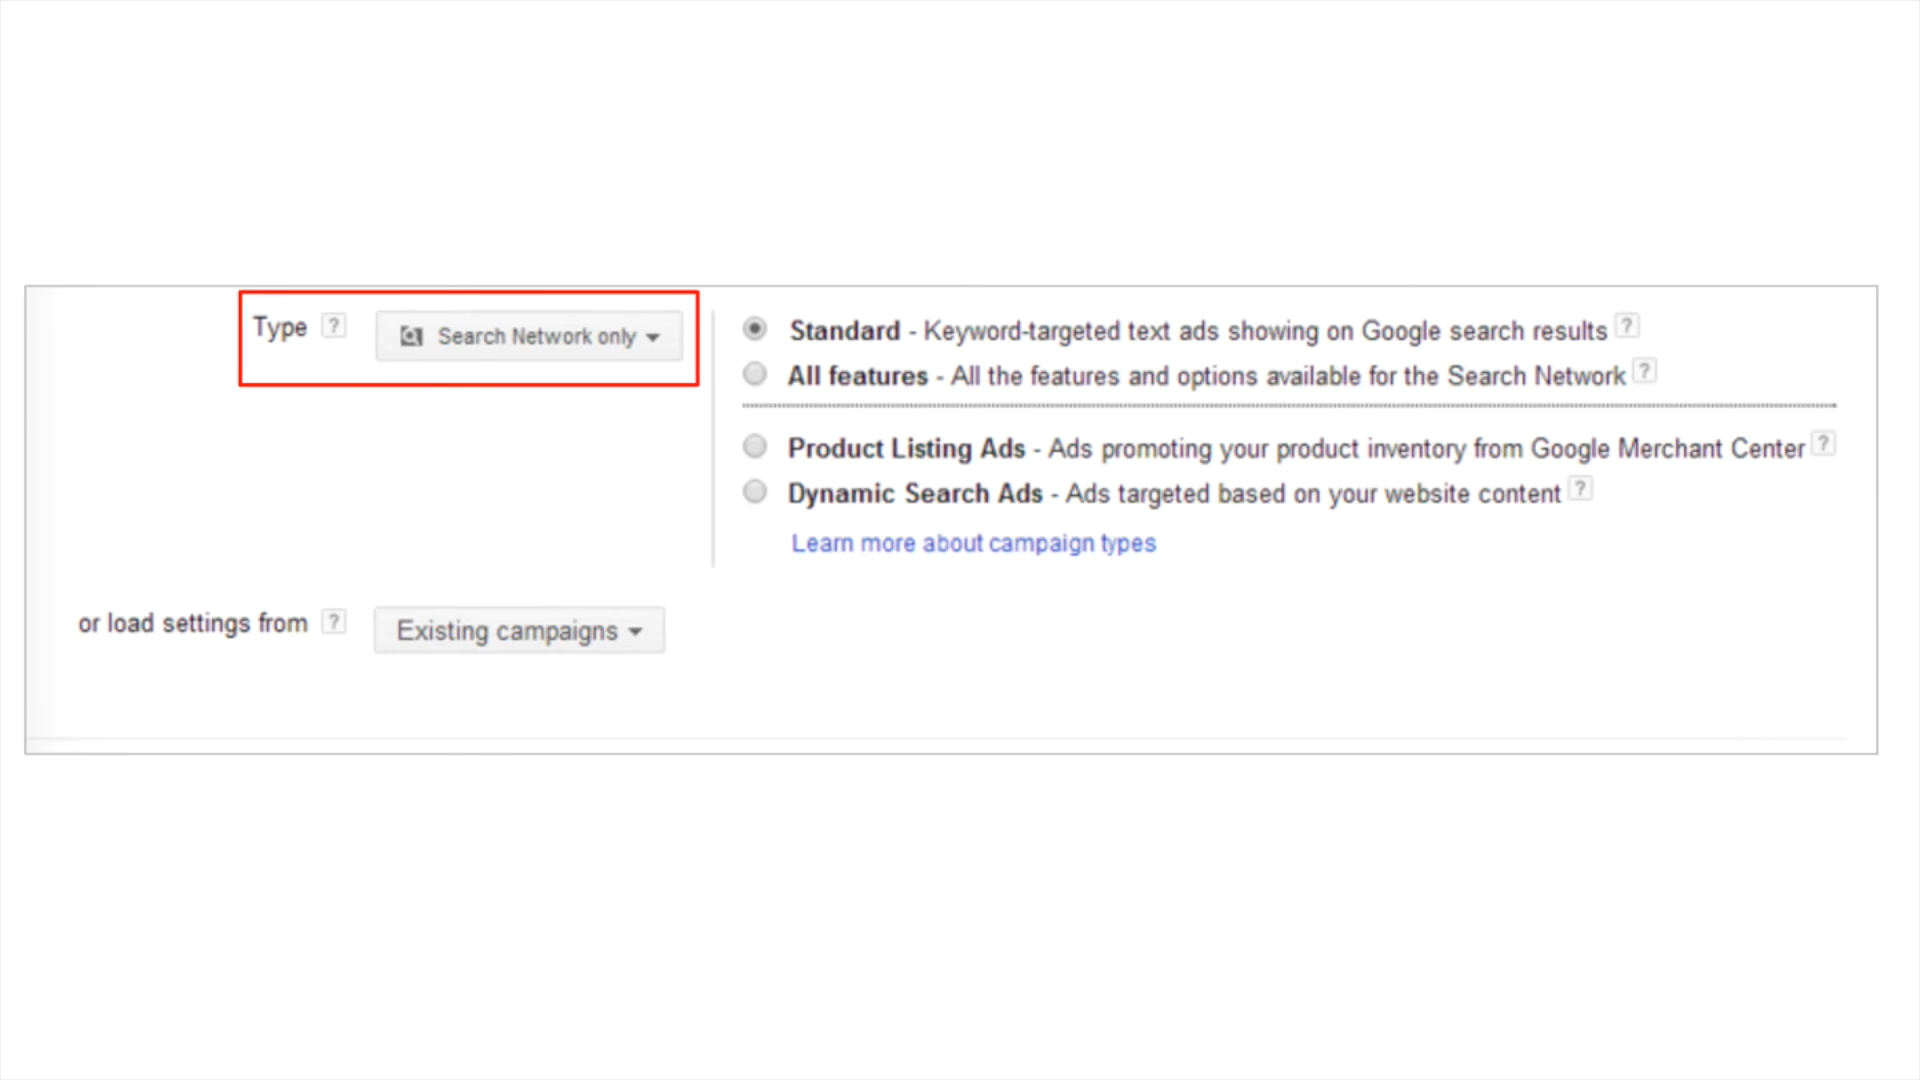 Type ? Search Network only
Standard - Keyword-targeted text ads showing on Google search results ?
All features - All the features and options available for the Search Network ?
Product Listing Ads - Ads promoting your product inventory from Google Merchant Center ?
Dynamic Search Ads - Ads targeted based on your website content ?
Learn more about campaign types
or load settings from ? Existing campaigns